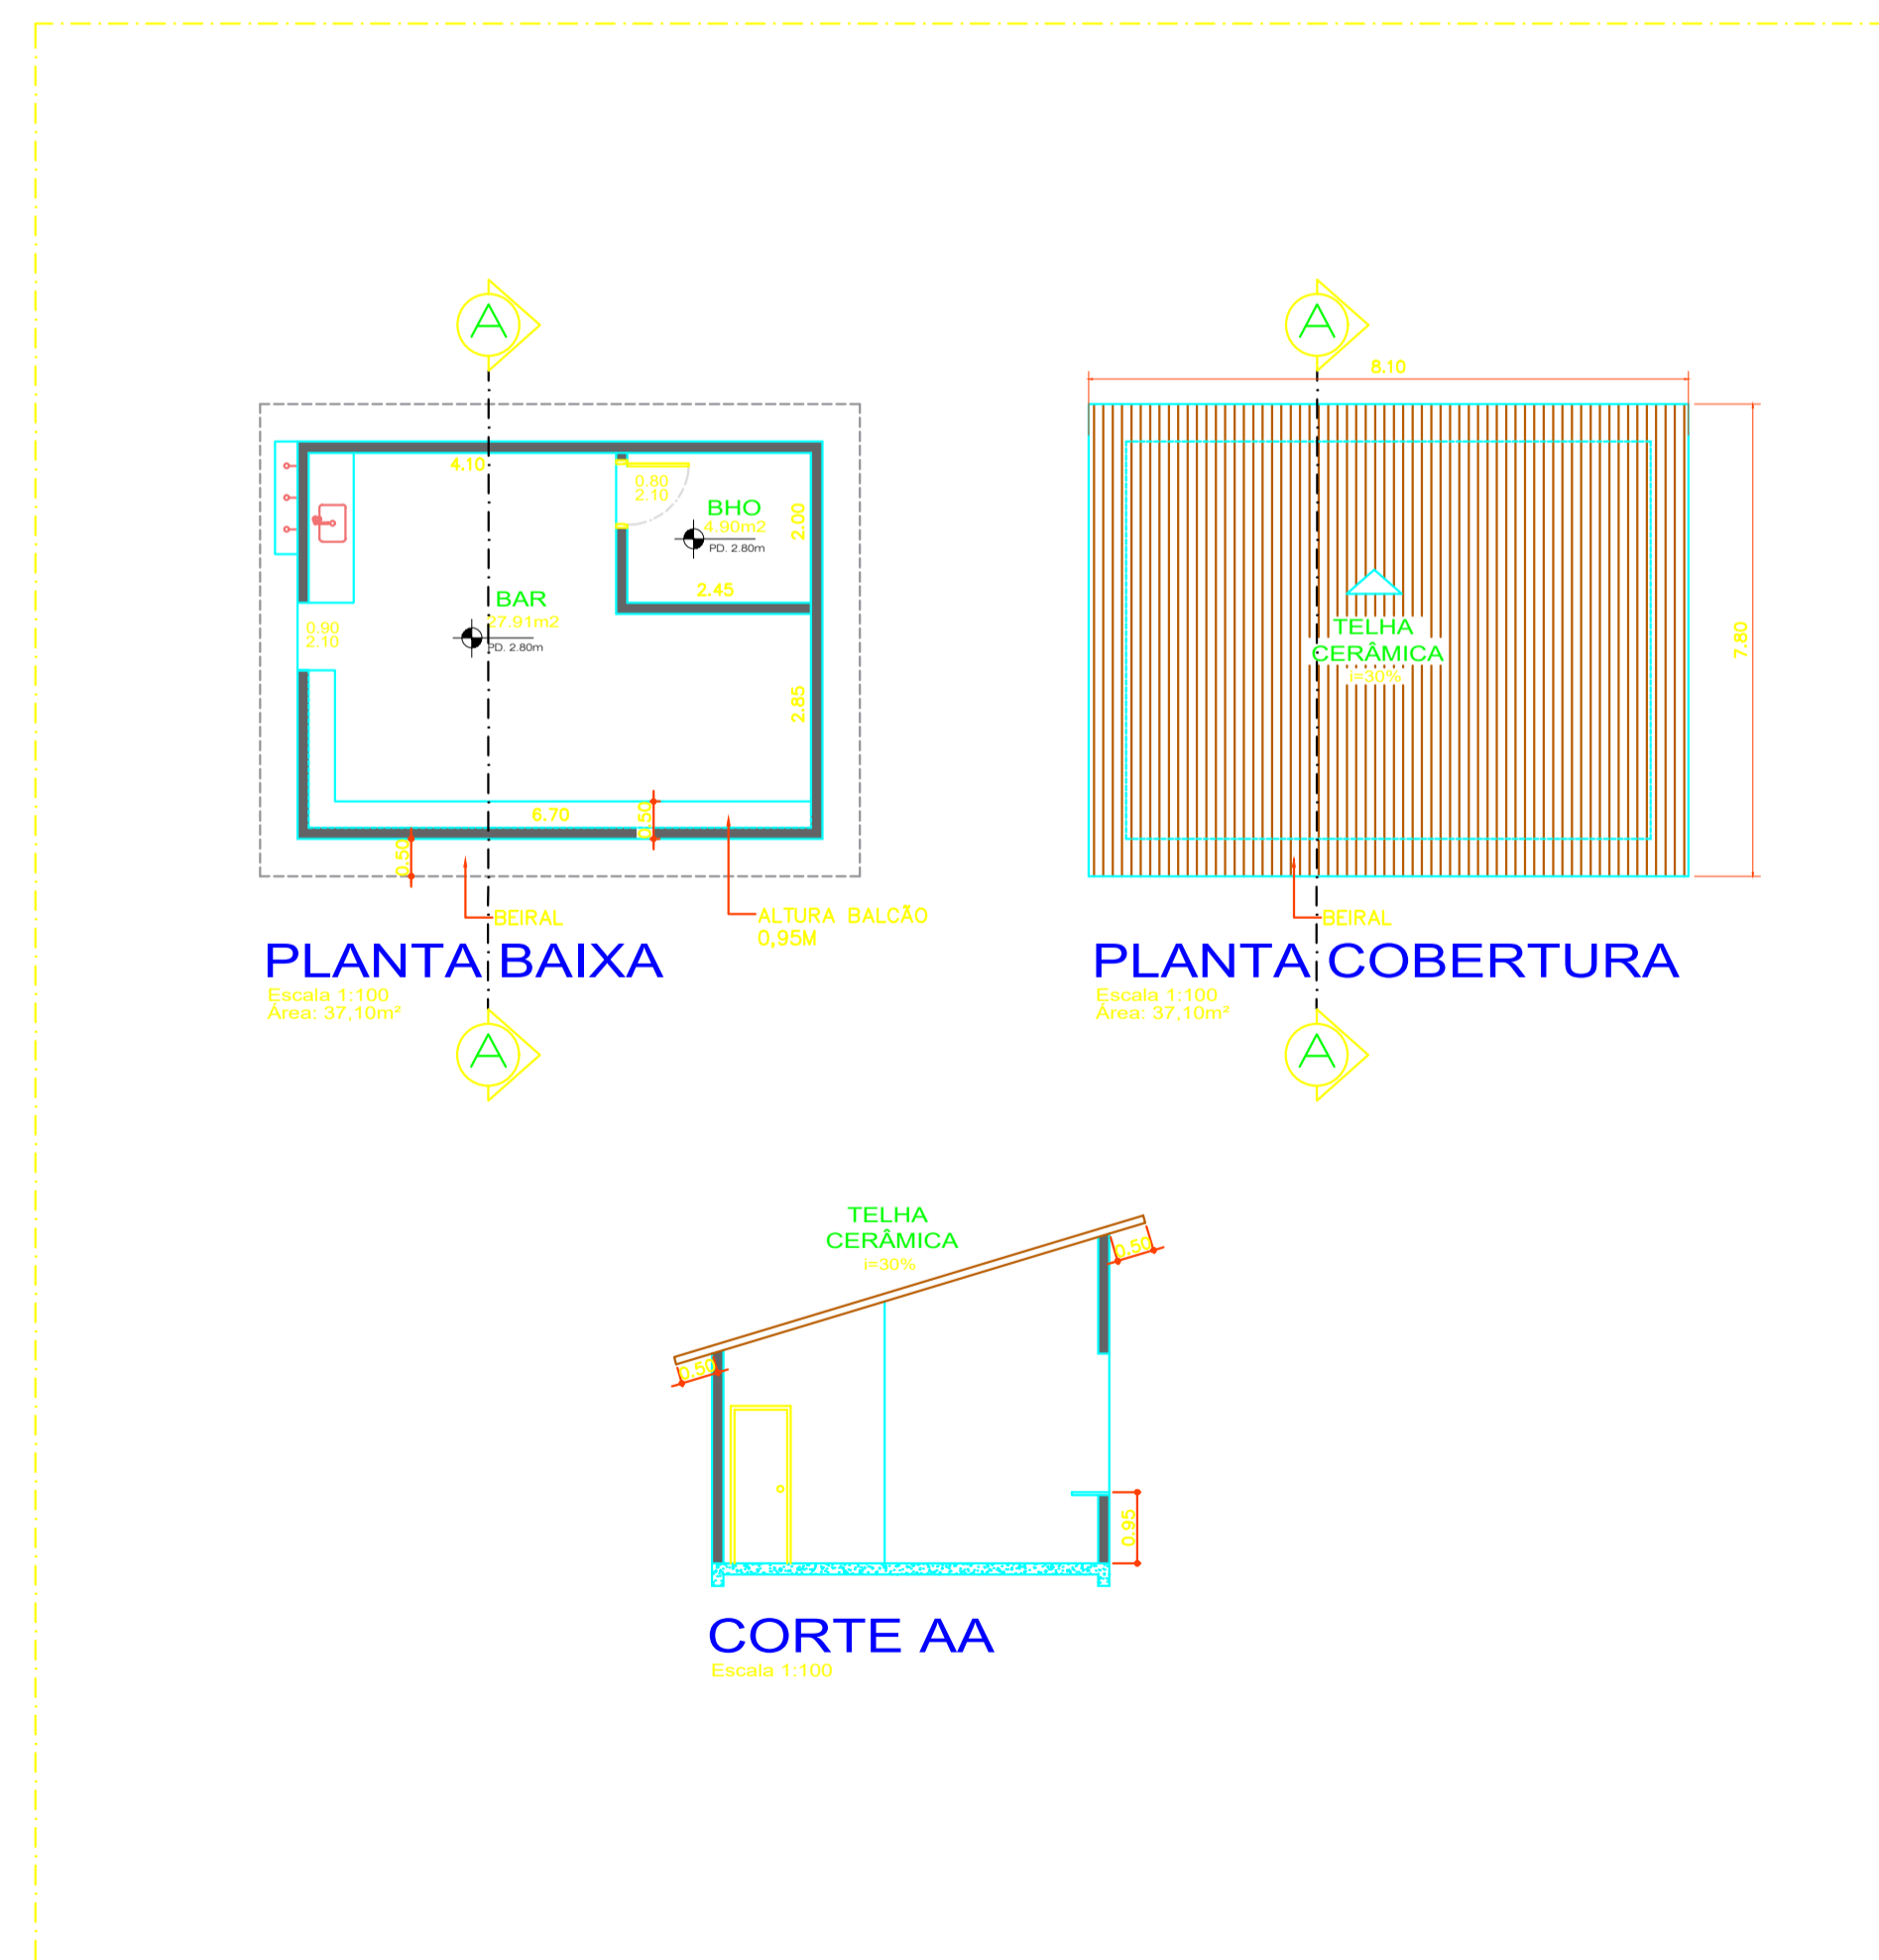 A
4.10
0.80
2.10
BHO
4.90m2
PD. 2.80m
2.00
2.45
BAR
27.91m2
PD. 2.80m
0.90
2.10
2.85
6.70
0.50
0.50
BEIRAL
ALTURA BALCÃO
0,95M
PLANTA BAIXA
Escala 1:100
Área: 37,10m²
A
A
8.10
7.80
TELHA
CERÂMICA
i=30%
BEIRAL
PLANTA COBERTURA
Escala 1:100
Área: 37,10m²
A
TELHA
CERÂMICA
i=30%
0.50
0.50
0.95
CORTE AA
Escala 1:100